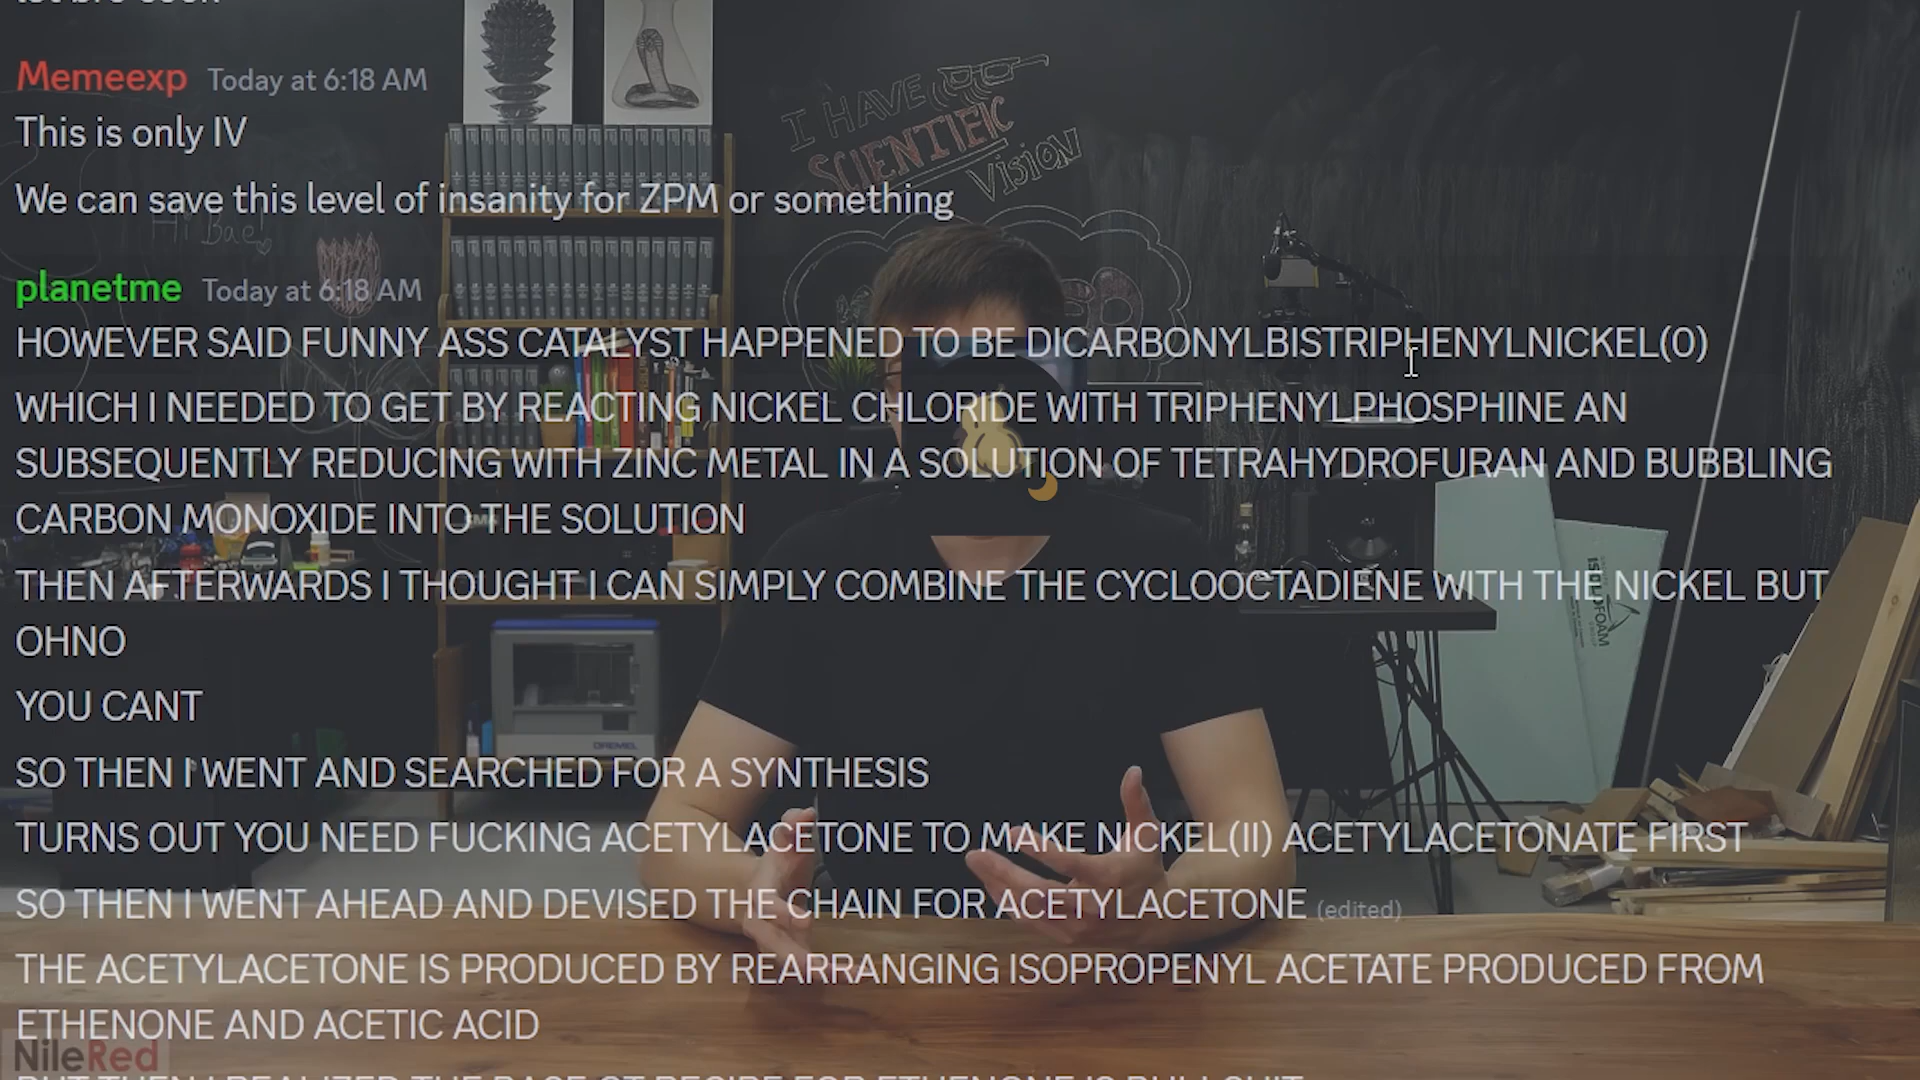 Memeexp Today at 6:18 AM
This is only IV
We can save this level of insanity for ZPM or something
I HAVE
SCIENTIFIC
VISION
Hi Bae!
planetme Today at 6:18 AM
HOWEVER SAID FUNNY ASS CATALYST HAPPENED TO BE DICARBONYLBISTRIPHENYLNICKEL(0)
WHICH I NEEDED TO GET BY REACTING NICKEL CHLORIDE WITH TRIPHENYLPHOSPHINE AN
SUBSEQUENTLY REDUCING WITH ZINC METAL IN A SOLUTION OF TETRAHYDROFURAN AND BUBBLING
CARBON MONOXIDE INTO THE SOLUTION
THEN AFTERWARDS I THOUGHT I CAN SIMPLY COMBINE THE CYCLOOCTADIENE WITH THE NICKEL BUT
OHNO
YOU CANT
DREMEL
SO THEN I WENT AND SEARCHED FOR A SYNTHESIS
TURNS OUT YOU NEED FUCKING ACETYLACETONE TO MAKE NICKEL(II) ACETYLACETONATE FIRST
SO THEN I WENT AHEAD AND DEVISED THE CHAIN FOR ACETYLACETONE (edited)
THE ACETYLACETONE IS PRODUCED BY REARRANGING ISOPROPENYL ACETATE PRODUCED FROM
ETHENONE AND ACETIC ACID
NileRed